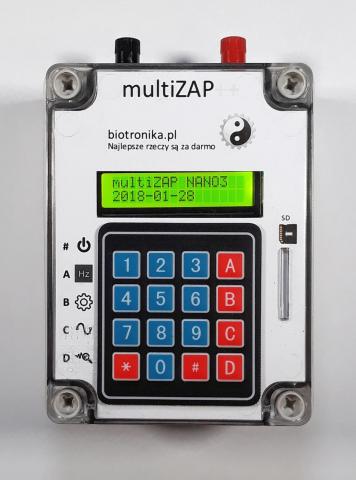 multiZAP++
biotronika.pl
Najlepsze rzeczy są za darmo
multiZAP NANO3
2018-01-28
SD
#
A Hz
B
C
D
1 2 3 A
4 5 6 B
7 8 9 C
* 0 # D